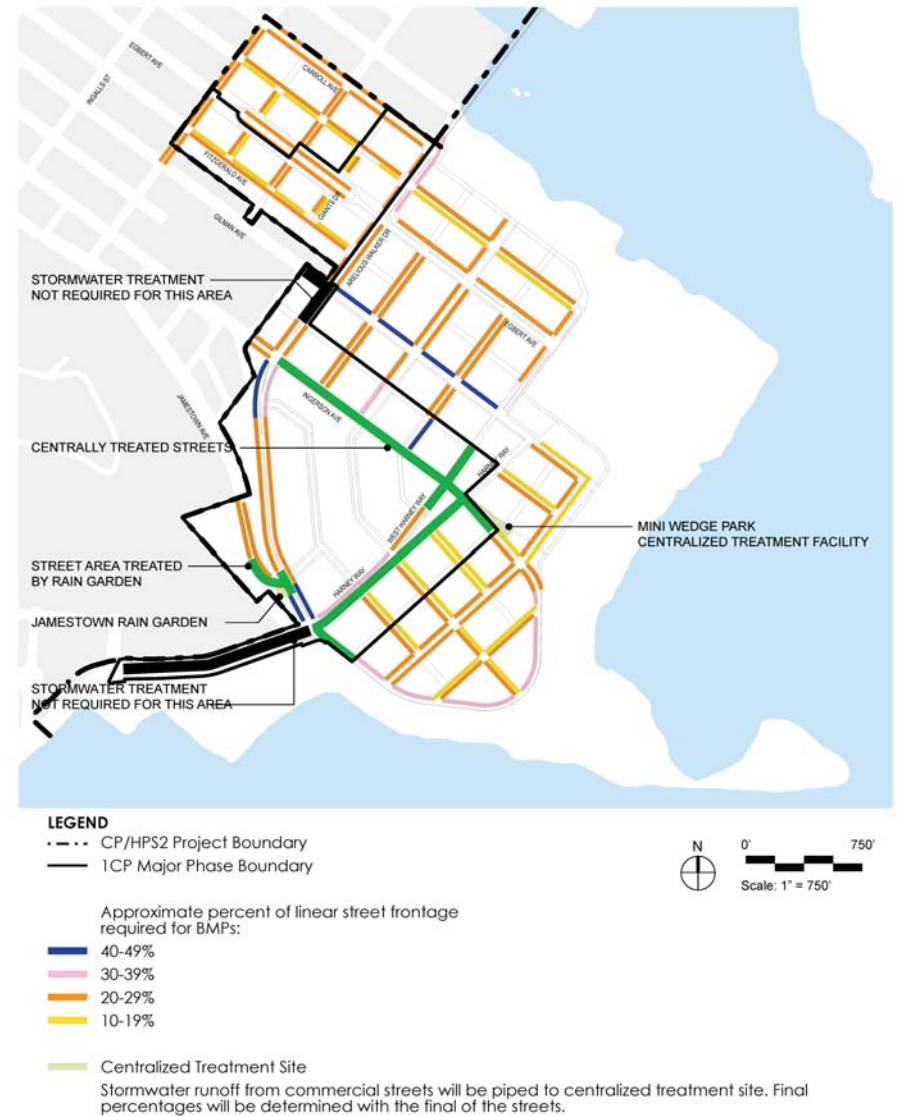 EGBERT AVE
INGALLS ST
CARROLL AVE
FITZGERALD AVE
GIANTS DR
GILMAN AVE
ARELIOUS WALKER DR
STORMWATER TREATMENT
NOT REQUIRED FOR THIS AREA
EGBERT AVE
JAMESTOWN AVE
INGERSON AVE
CENTRALLY TREATED STREETS
HARNEY WAY
WEST HARNEY WAY
MINI WEDGE PARK
CENTRALIZED TREATMENT FACILITY
STREET AREA TREATED
BY RAIN GARDEN
HARNEY WAY
JAMESTOWN RAIN GARDEN
STORMWATER TREATMENT
NOT REQUIRED FOR THIS AREA
LEGEND
CP/HPS2 Project Boundary
1CP Major Phase Boundary
N
0' 750'
Scale: 1" = 750'
Approximate percent of linear street frontage
required for BMPs:
40-49%
30-39%
20-29%
10-19%
Centralized Treatment Site
Stormwater runoff from commercial streets will be piped to centralized treatment site. Final
percentages will be determined with the final of the streets.